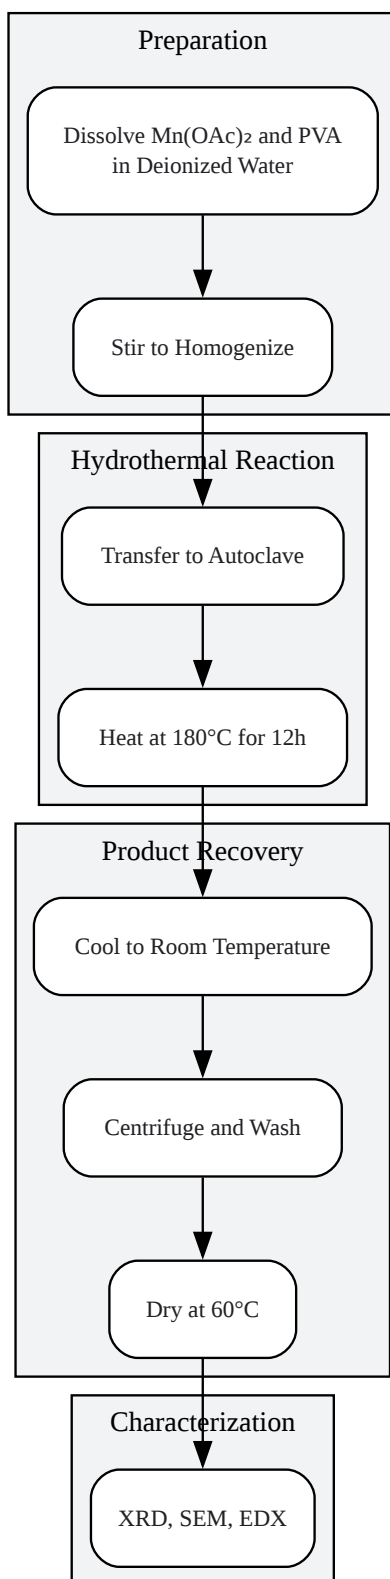 Preparation
Dissolve Mn(OAc)₂ and PVA
in Deionized Water
Stir to Homogenize
Hydrothermal Reaction
Transfer to Autoclave
Heat at 180°C for 12h
Product Recovery
Cool to Room Temperature
Centrifuge and Wash
Dry at 60°C
Characterization
XRD, SEM, EDX